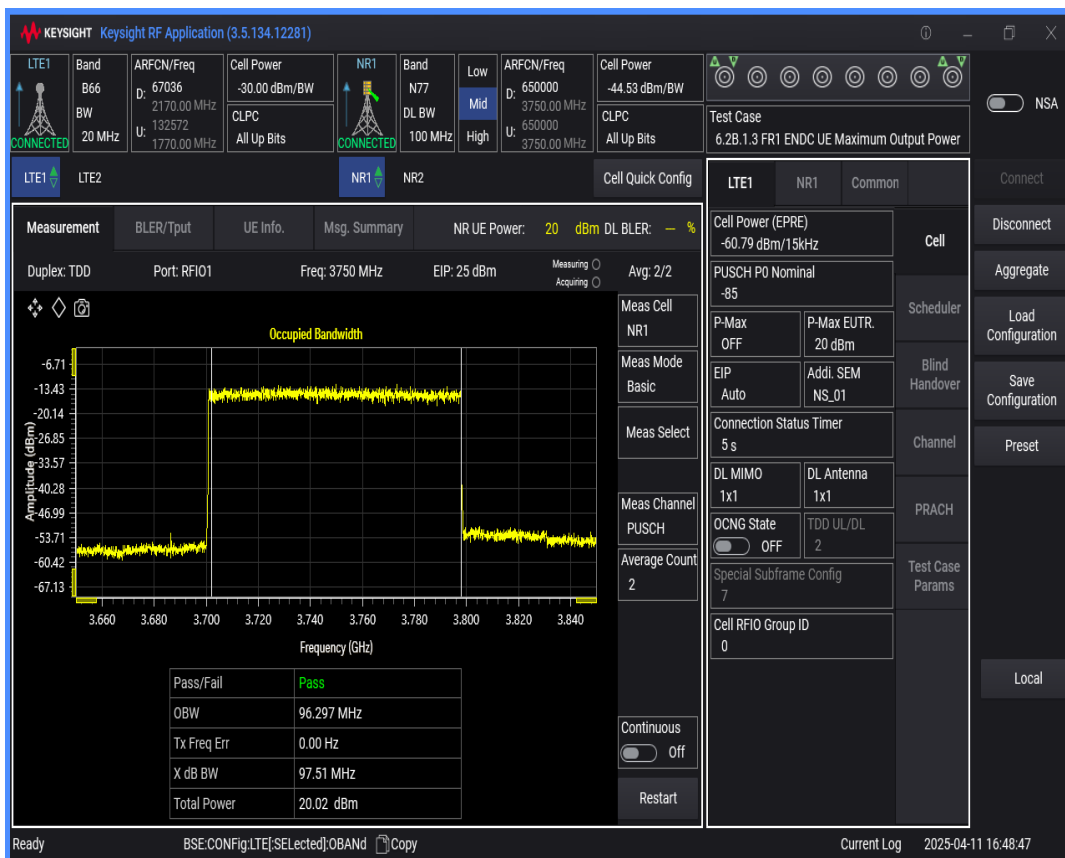 KEYSIGHT Keysight RF Application (3.5.134.12281)
LTE1
CONNECTED
Band
B66
BW
20 MHz
ARFCN/Freq
D: 67036
2170.00 MHz
U: 132572
1770.00 MHz
Cell Power
-30.00 dBm/BW
CLPC
All Up Bits
NR1
CONNECTED
Band
N77
DL BW
100 MHz
Low
Mid
High
ARFCN/Freq
D: 650000
3750.00 MHz
U: 650000
3750.00 MHz
Cell Power
-44.53 dBm/BW
CLPC
All Up Bits
Test Case
6.2B.1.3 FR1 ENDC UE Maximum Output Power
NSA
LTE1 LTE2 NR1 NR2 Cell Quick Config
Measurement BLER/Tput UE Info. Msg. Summary NR UE Power: 20 dBm DL BLER: — %
Duplex: TDD Port: RFIO1 Freq: 3750 MHz EIP: 25 dBm Measuring Acquiring Avg: 2/2
Occupied Bandwidth
Amplitude (dBm)
-6.71
-13.43
-20.14
-26.85
-33.57
-40.28
-46.99
-53.71
-60.42
-67.13
3.660 3.680 3.700 3.720 3.740 3.760 3.780 3.800 3.820 3.840
Frequency (GHz)
Pass/Fail Pass
OBW 96.297 MHz
Tx Freq Err 0.00 Hz
X dB BW 97.51 MHz
Total Power 20.02 dBm
Meas Cell
NR1
Meas Mode
Basic
Meas Select
Meas Channel
PUSCH
Average Count
2
Continuous
Off
Restart
LTE1 NR1 Common
Cell Power (EPRE)
-60.79 dBm/15kHz
PUSCH P0 Nominal
-85
P-Max
OFF
P-Max EUTR.
20 dBm
EIP
Auto
Addi. SEM
NS_01
Connection Status Timer
5 s
DL MIMO
1x1
DL Antenna
1x1
OCNG State
OFF
TDD UL/DL
2
Special Subframe Config
7
Cell RFIO Group ID
0
Cell
Scheduler
Blind
Handover
Channel
PRACH
Test Case
Params
Connect
Disconnect
Aggregate
Load
Configuration
Save
Configuration
Preset
Local
Ready BSE:CONFig:LTE[:SELected]:OBANd Copy Current Log 2025-04-11 16:48:47